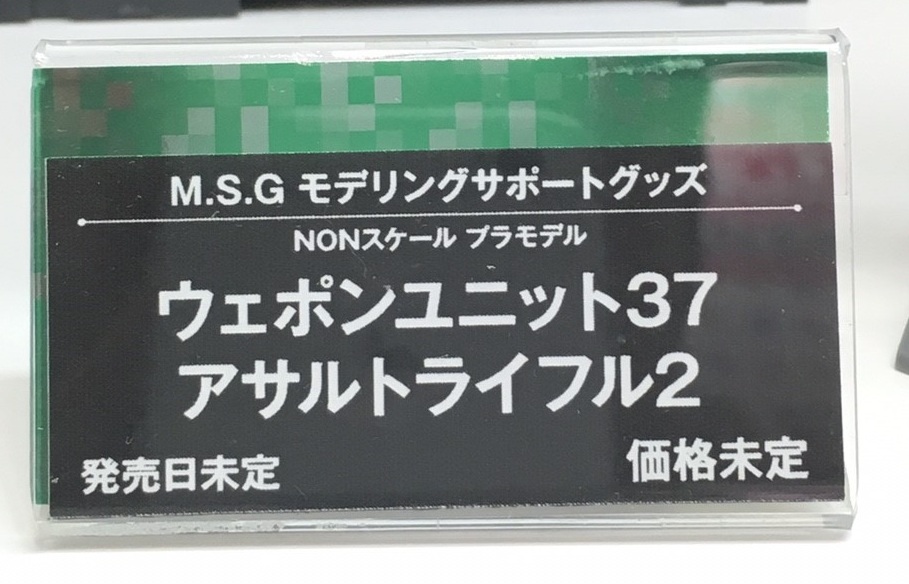 M.S.G モデリングサポートグッズ
NONスケール プラモデル
ウェポンユニット37
アサルトライフル2
発売日未定
価格未定